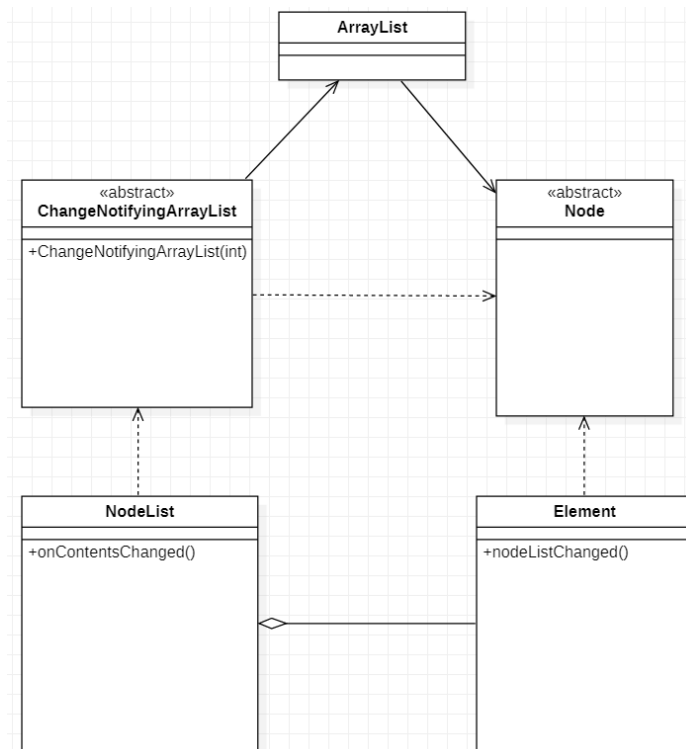 ArrayList
«abstract»
ChangeNotifyingArrayList
+ChangeNotifyingArrayList(int)
«abstract»
Node
NodeList
+onContentsChanged()
Element
+nodeListChanged()